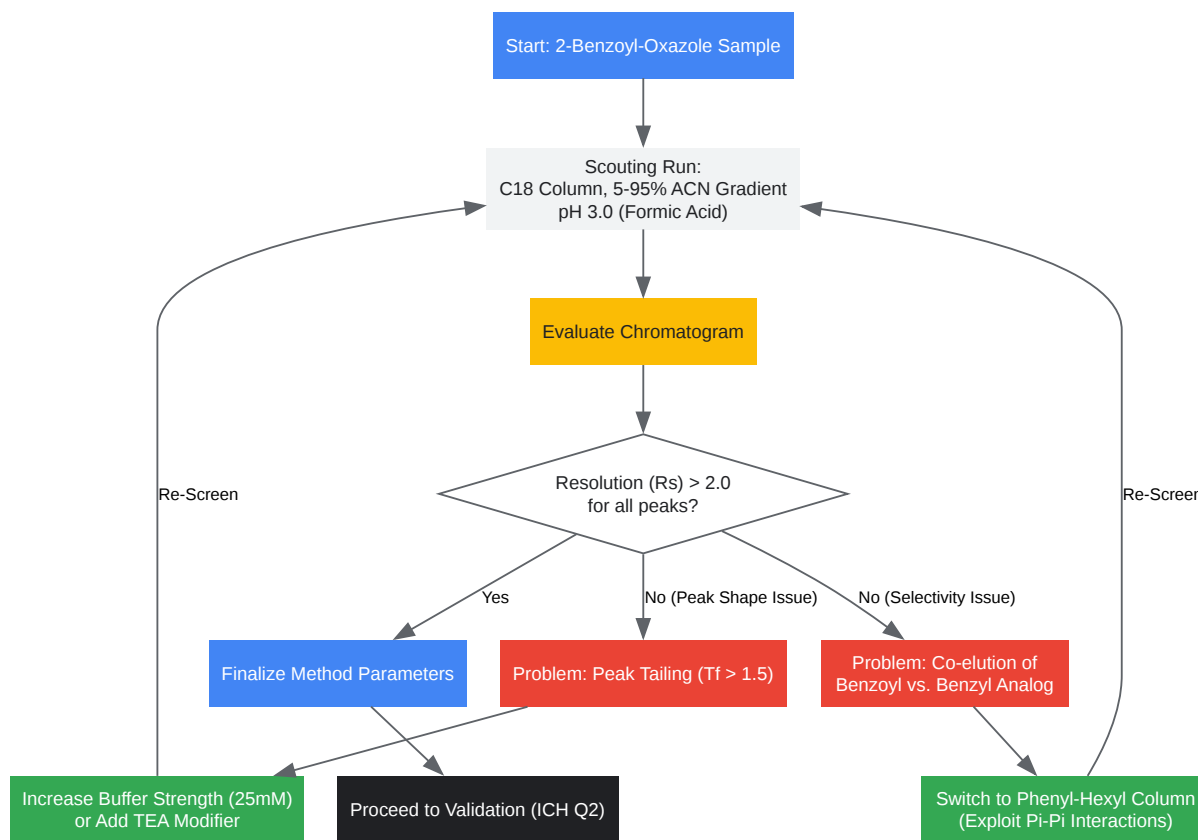 Start: 2-Benzoyl-Oxazole Sample
Scouting Run:
C18 Column, 5-95% ACN Gradient
pH 3.0 (Formic Acid)
Evaluate Chromatogram
Resolution (Rs) > 2.0
for all peaks?
Re-Screen
Re-Screen
Yes
No (Peak Shape Issue)
No (Selectivity Issue)
Finalize Method Parameters
Problem: Peak Tailing (Tf > 1.5)
Problem: Co-elution of
Benzoyl vs. Benzyl Analog
Increase Buffer Strength (25mM)
or Add TEA Modifier
Proceed to Validation (ICH Q2)
Switch to Phenyl-Hexyl Column
(Exploit Pi-Pi Interactions)